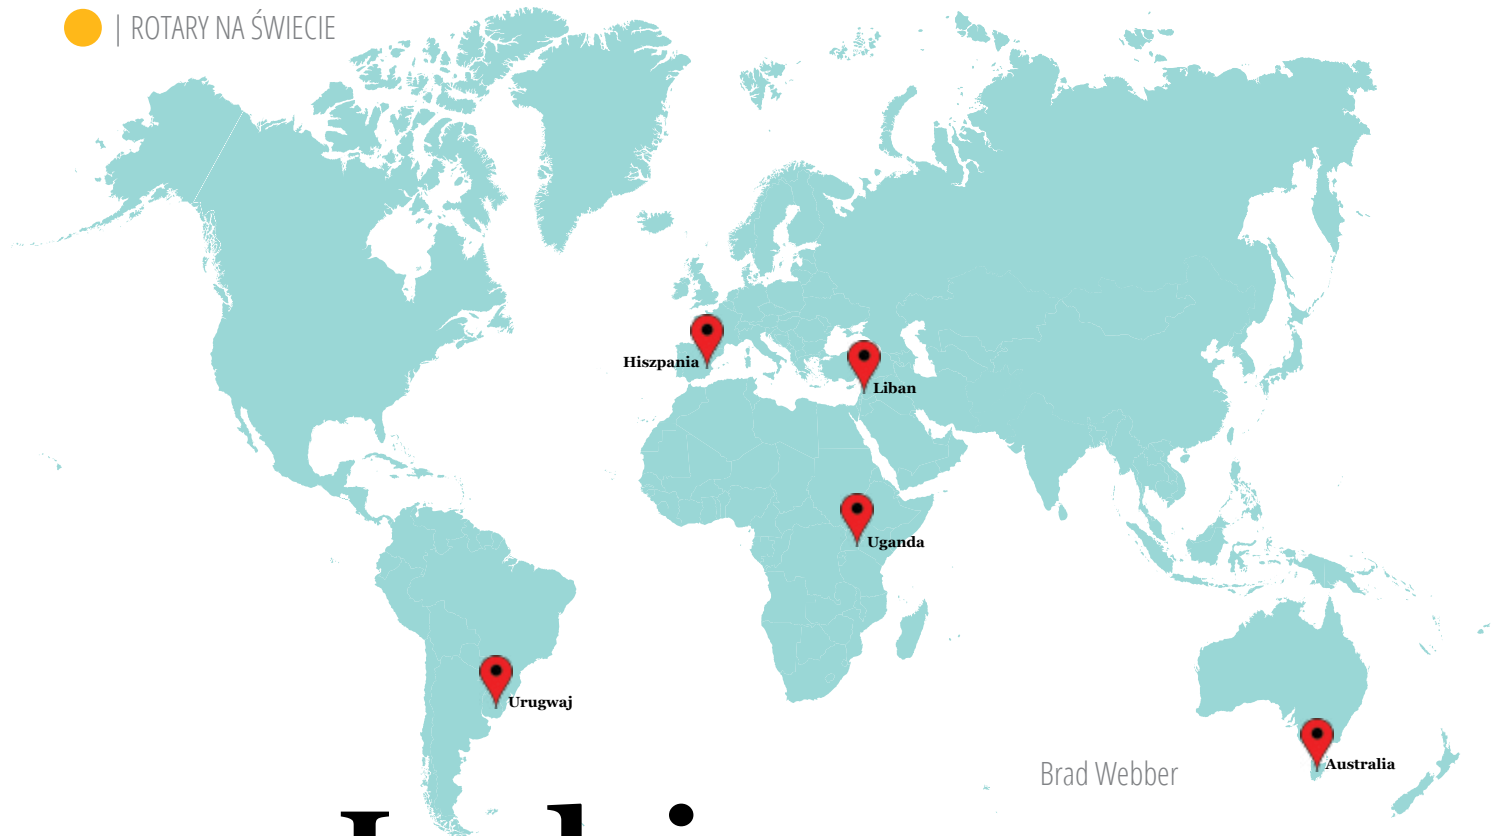 | ROTARY NA ŚWIECIE
Hiszpania
Liban
Uganda
Urugwaj
Australia
Brad Webber